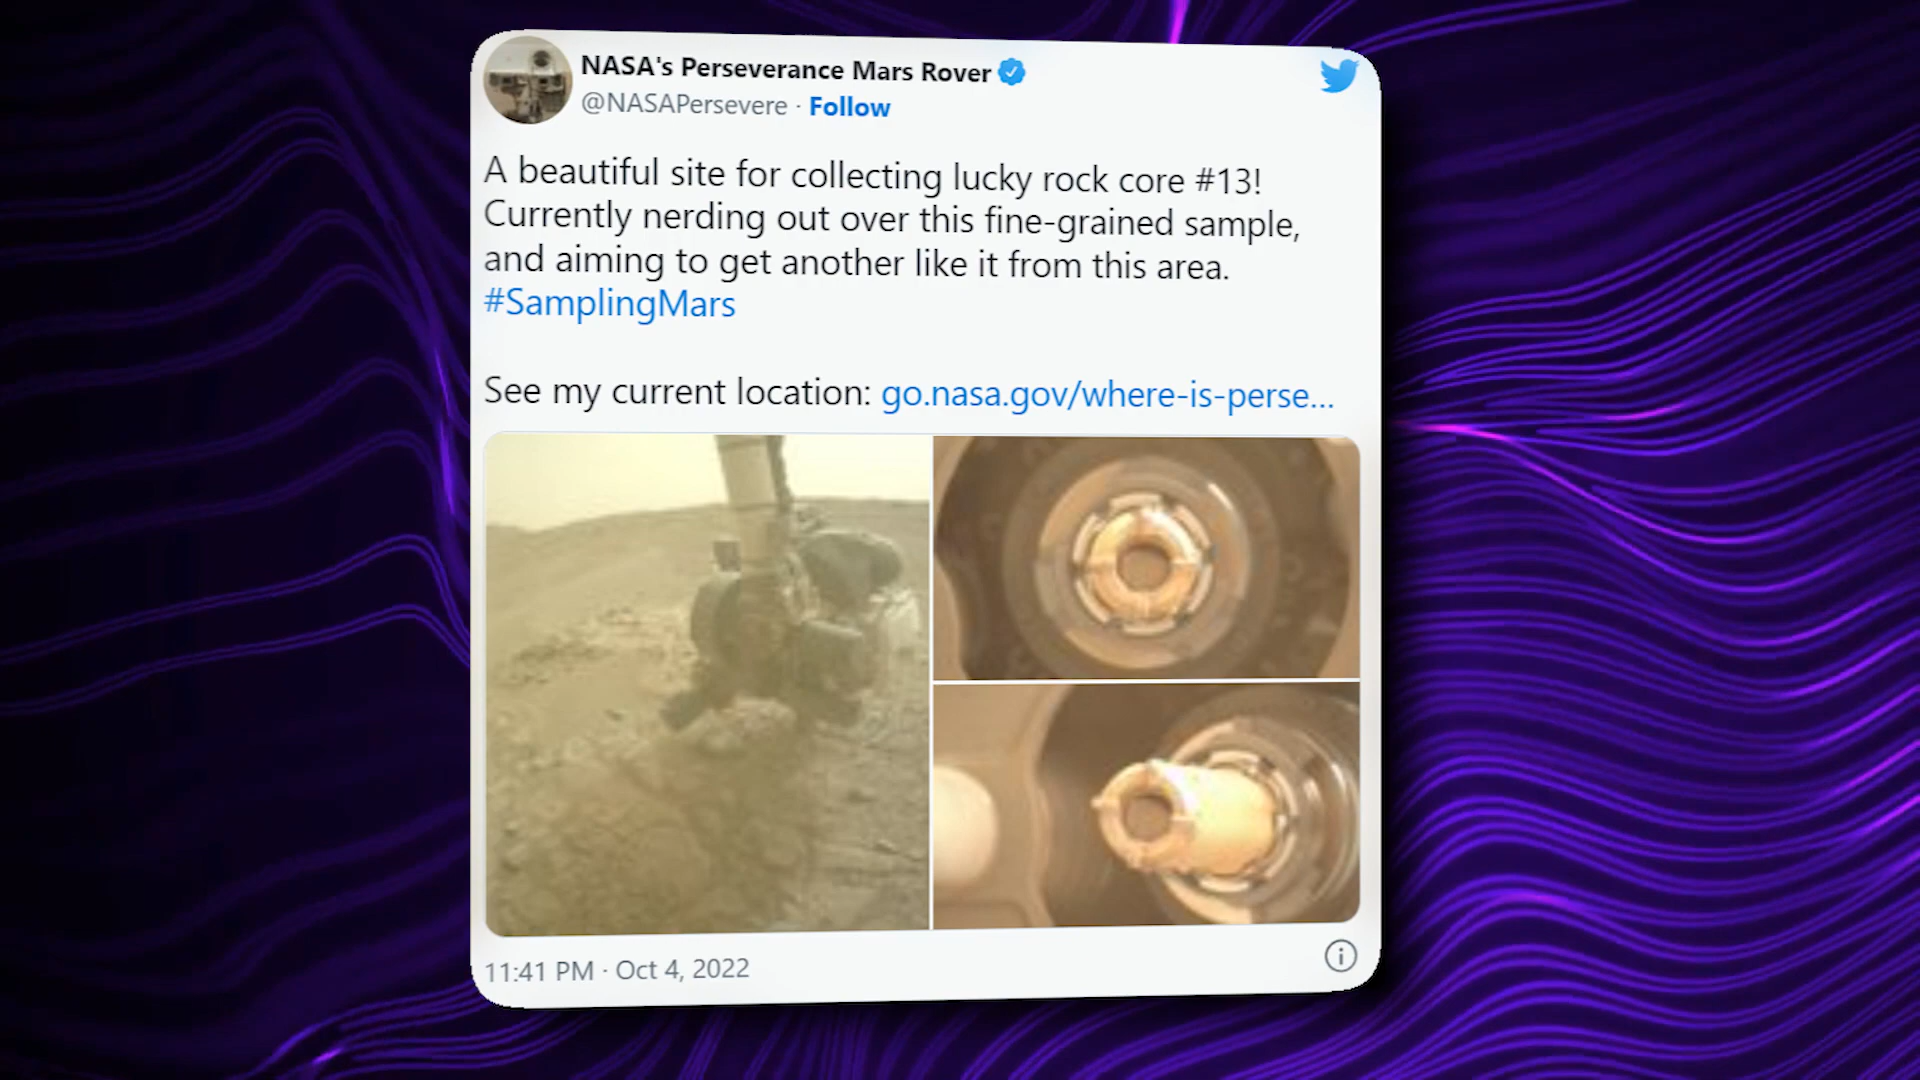 NASA's Perseverance Mars Rover
@NASAPersevere · Follow
A beautiful site for collecting lucky rock core #13!
Currently nerding out over this fine-grained sample,
and aiming to get another like it from this area.
#SamplingMars
See my current location: go.nasa.gov/where-is-perse...
11:41 PM · Oct 4, 2022